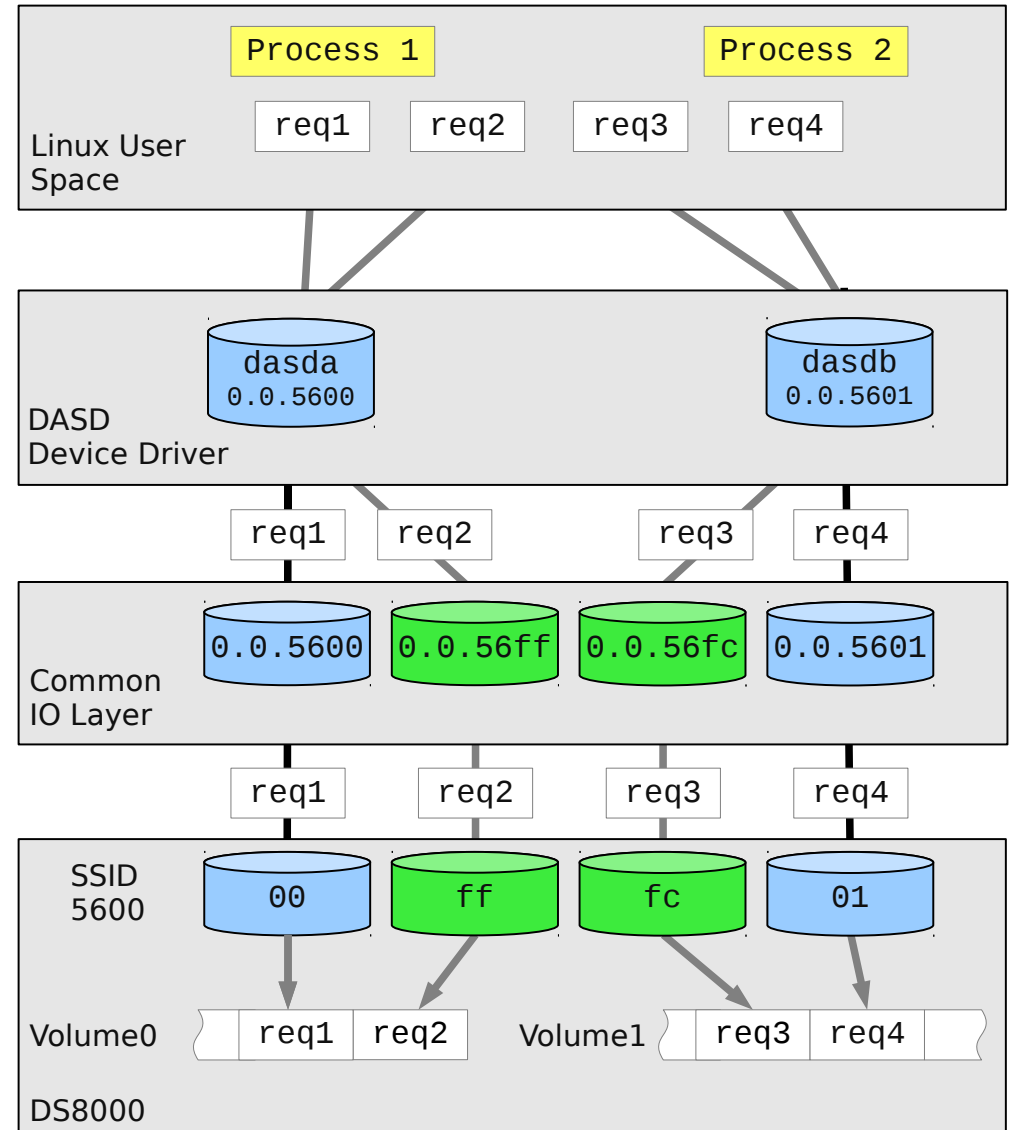 Process 1
Process 2
req1
req2
req3
req4
Linux User
Space
dasda
0.0.5600
dasdb
0.0.5601
DASD
Device Driver
req1
req2
req3
req4
0.0.5600
0.0.56ff
0.0.56fc
0.0.5601
Common
IO Layer
req1
req2
req3
req4
SSID
5600
00
ff
fc
01
Volume0
req1
req2
Volume1
req3
req4
DS8000